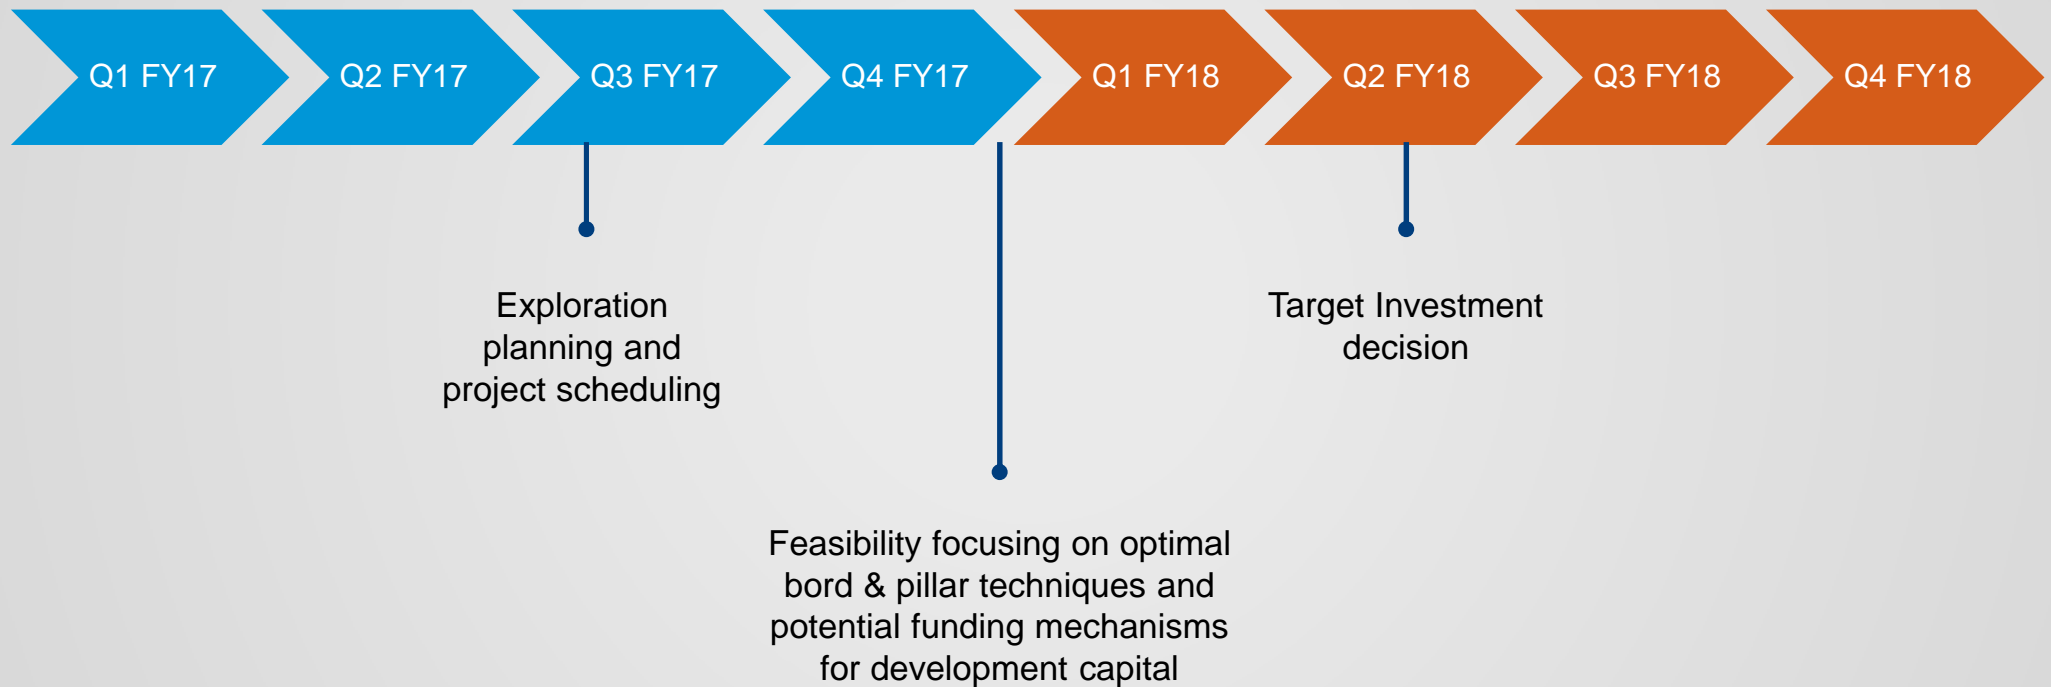 Q1 FY17
Q2 FY17
Q3 FY17
Q4 FY17
Q1 FY18
Q2 FY18
Q3 FY18
Q4 FY18
Exploration
planning and
project scheduling
Target Investment
decision
Feasibility focusing on optimal
bord & pillar techniques and
potential funding mechanisms
for development capital